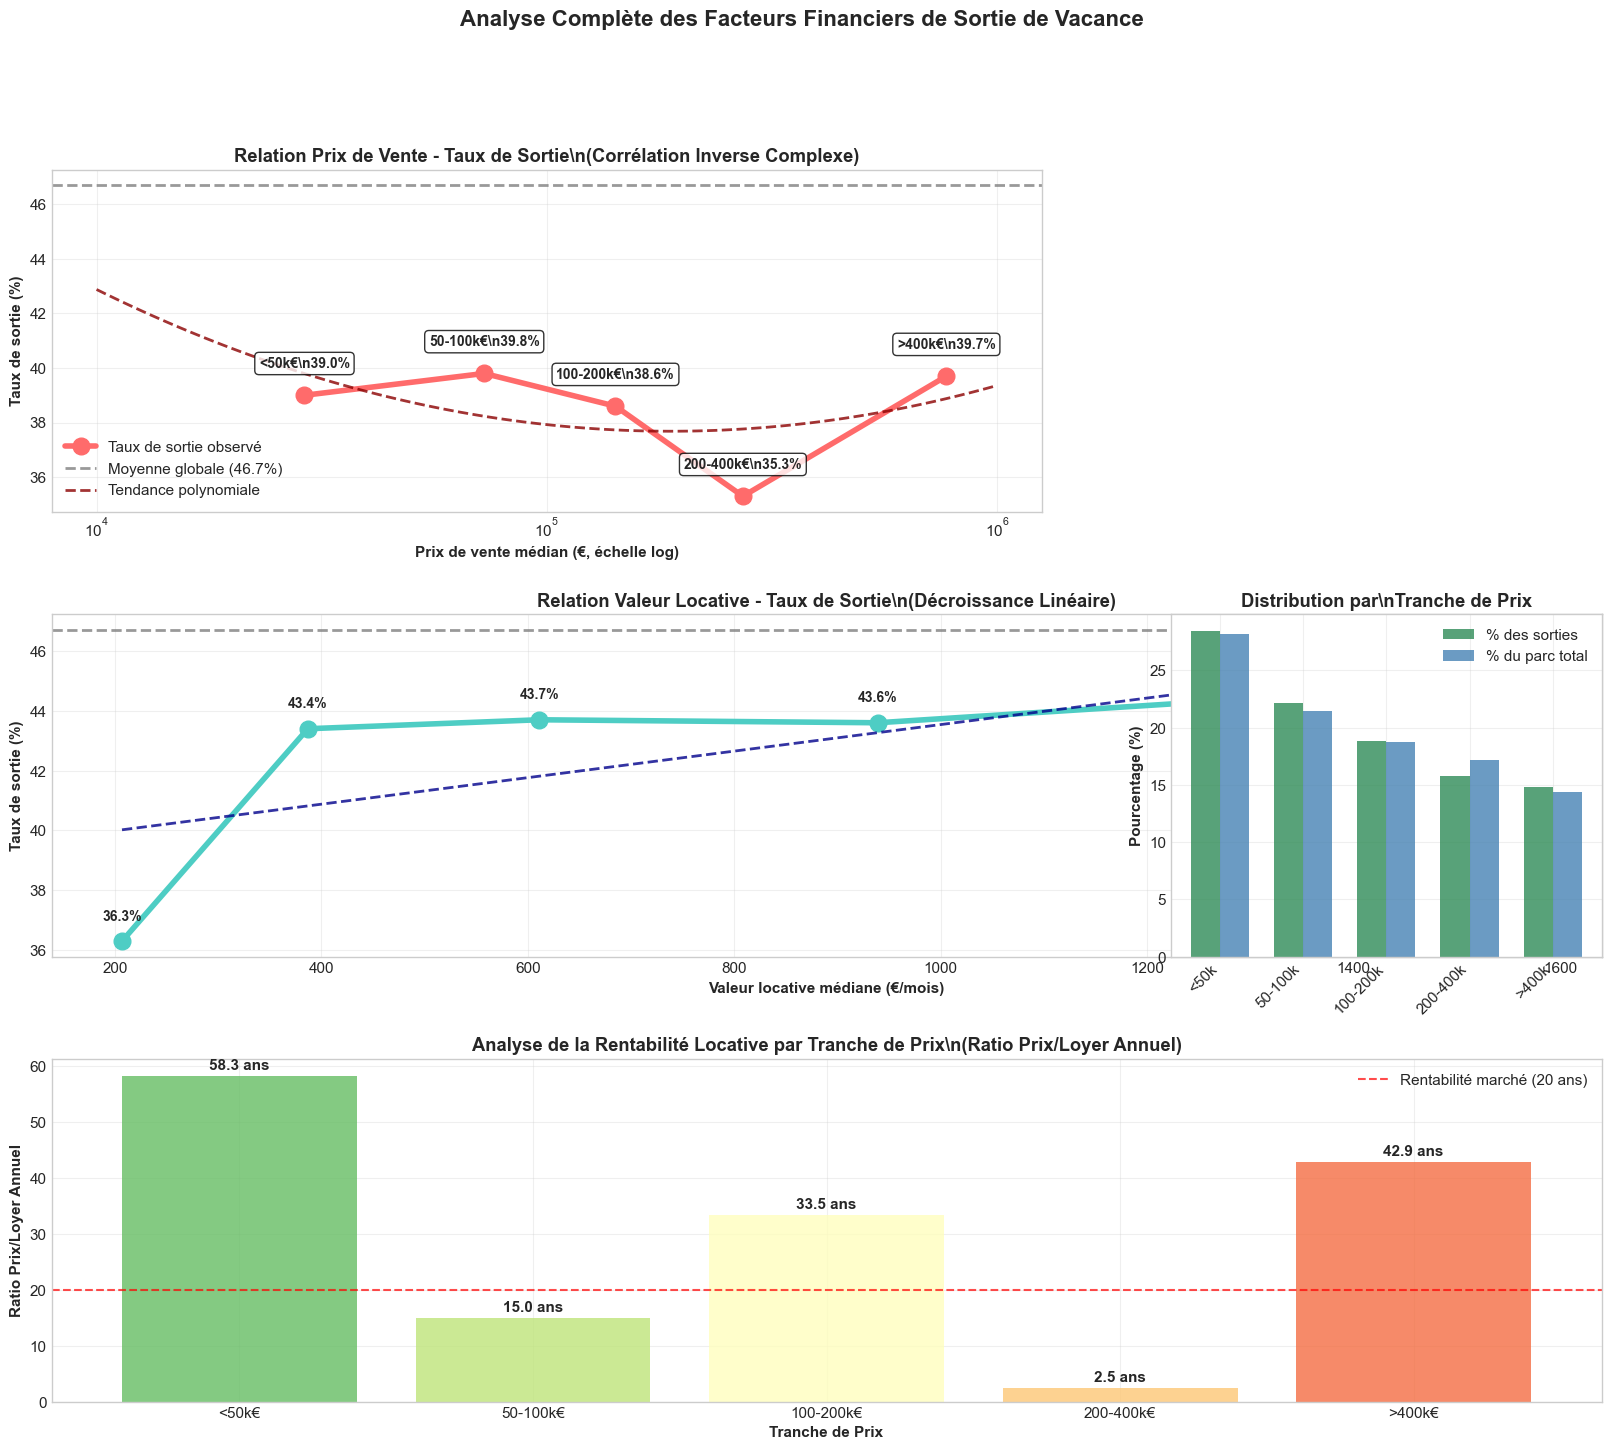 Analyse Complète des Facteurs Financiers de Sortie de Vacance
Relation Prix de Vente - Taux de Sortie\n(Corrélation Inverse Complexe)
Taux de sortie (%)
46
44
42
40
38
36
<50k€\n39.0%
50-100k€\n39.8%
100-200k€\n38.6%
200-400k€\n35.3%
>400k€\n39.7%
Taux de sortie observé
Moyenne globale (46.7%)
Tendance polynomiale
10^4
10^5
10^6
Prix de vente médian (€, échelle log)
Relation Valeur Locative - Taux de Sortie\n(Décroissance Linéaire)
Taux de sortie (%)
46
44
42
40
38
36
36.3%
43.4%
43.7%
43.6%
200
400
600
800
1000
1200
1400
1600
Valeur locative médiane (€/mois)
Distribution par\nTranche de Prix
Pourcentage (%)
25
20
15
10
5
0
% des sorties
% du parc total
<50k
50-100k
100-200k
200-400k
>400k
Analyse de la Rentabilité Locative par Tranche de Prix\n(Ratio Prix/Loyer Annuel)
Ratio Prix/Loyer Annuel
60
50
40
30
20
10
0
58.3 ans
15.0 ans
33.5 ans
2.5 ans
42.9 ans
Rentabilité marché (20 ans)
<50k€
50-100k€
100-200k€
200-400k€
>400k€
Tranche de Prix